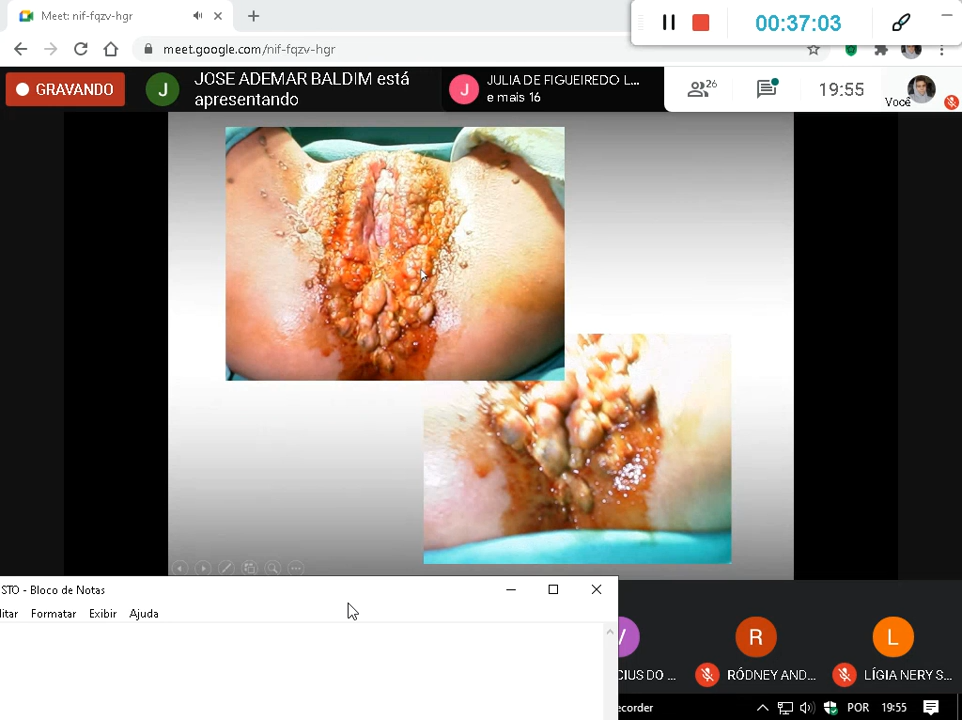 Meet: nif-fqzv-hgr
00:37:03
meet.google.com/nif-fqzv-hgr
GRAVANDO
J
JOSE ADEMAR BALDIM está
apresentando
J
JULIA DE FIGUEIREDO L...
e mais 16
26
19:55
Você
STO - Bloco de Notas
Formatar
Exibir
Ajuda
V
R
L
CIUS DO ...
RÓDNEY AND...
LÍGIA NERY S...
ecorder
POR
19:55